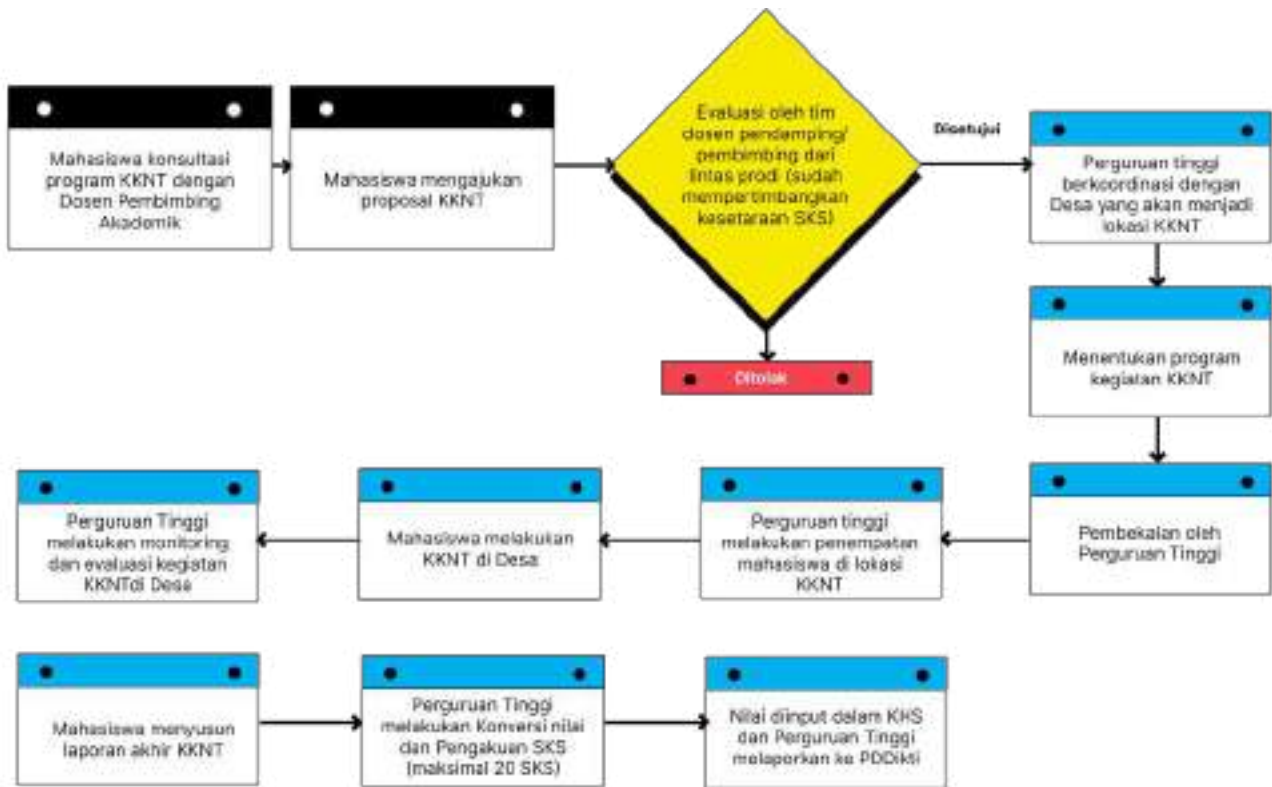 Mahasiswa konsultasi
program KKNT dengan
Dosen Pembimbing
Akademik
Mahasiswa mengajukan
proposal KKNT
Evaluasi oleh tim
dosen pendamping/
pembimbing dari
lintas prodi (sudah
mempertimbangkan
kesetaraan SKS)
Disetujui
Perguruan tinggi
berkoordinasi dengan
Desa yang akan menjadi
lokasi KKNT
Ditolak
Menentukan program
kegiatan KKNT
Perguruan Tinggi
melakukan monitoring
dan evaluasi kegiatan
KKNTdi Desa
Mahasiswa melakukan
KKNT di Desa
Perguruan tinggi
melakukan penempatan
mahasiswa di lokasi
KKNT
Pembekalan oleh
Perguruan Tinggi
Mahasiswa menyusun
laporan akhir KKNT
Perguruan Tinggi
melakukan Konversi nilai
dan Pengakuan SKS
(maksimal 20 SKS)
Nilai diinput dalam KHS
dan Perguruan Tinggi
melaporkan ke PDDikti